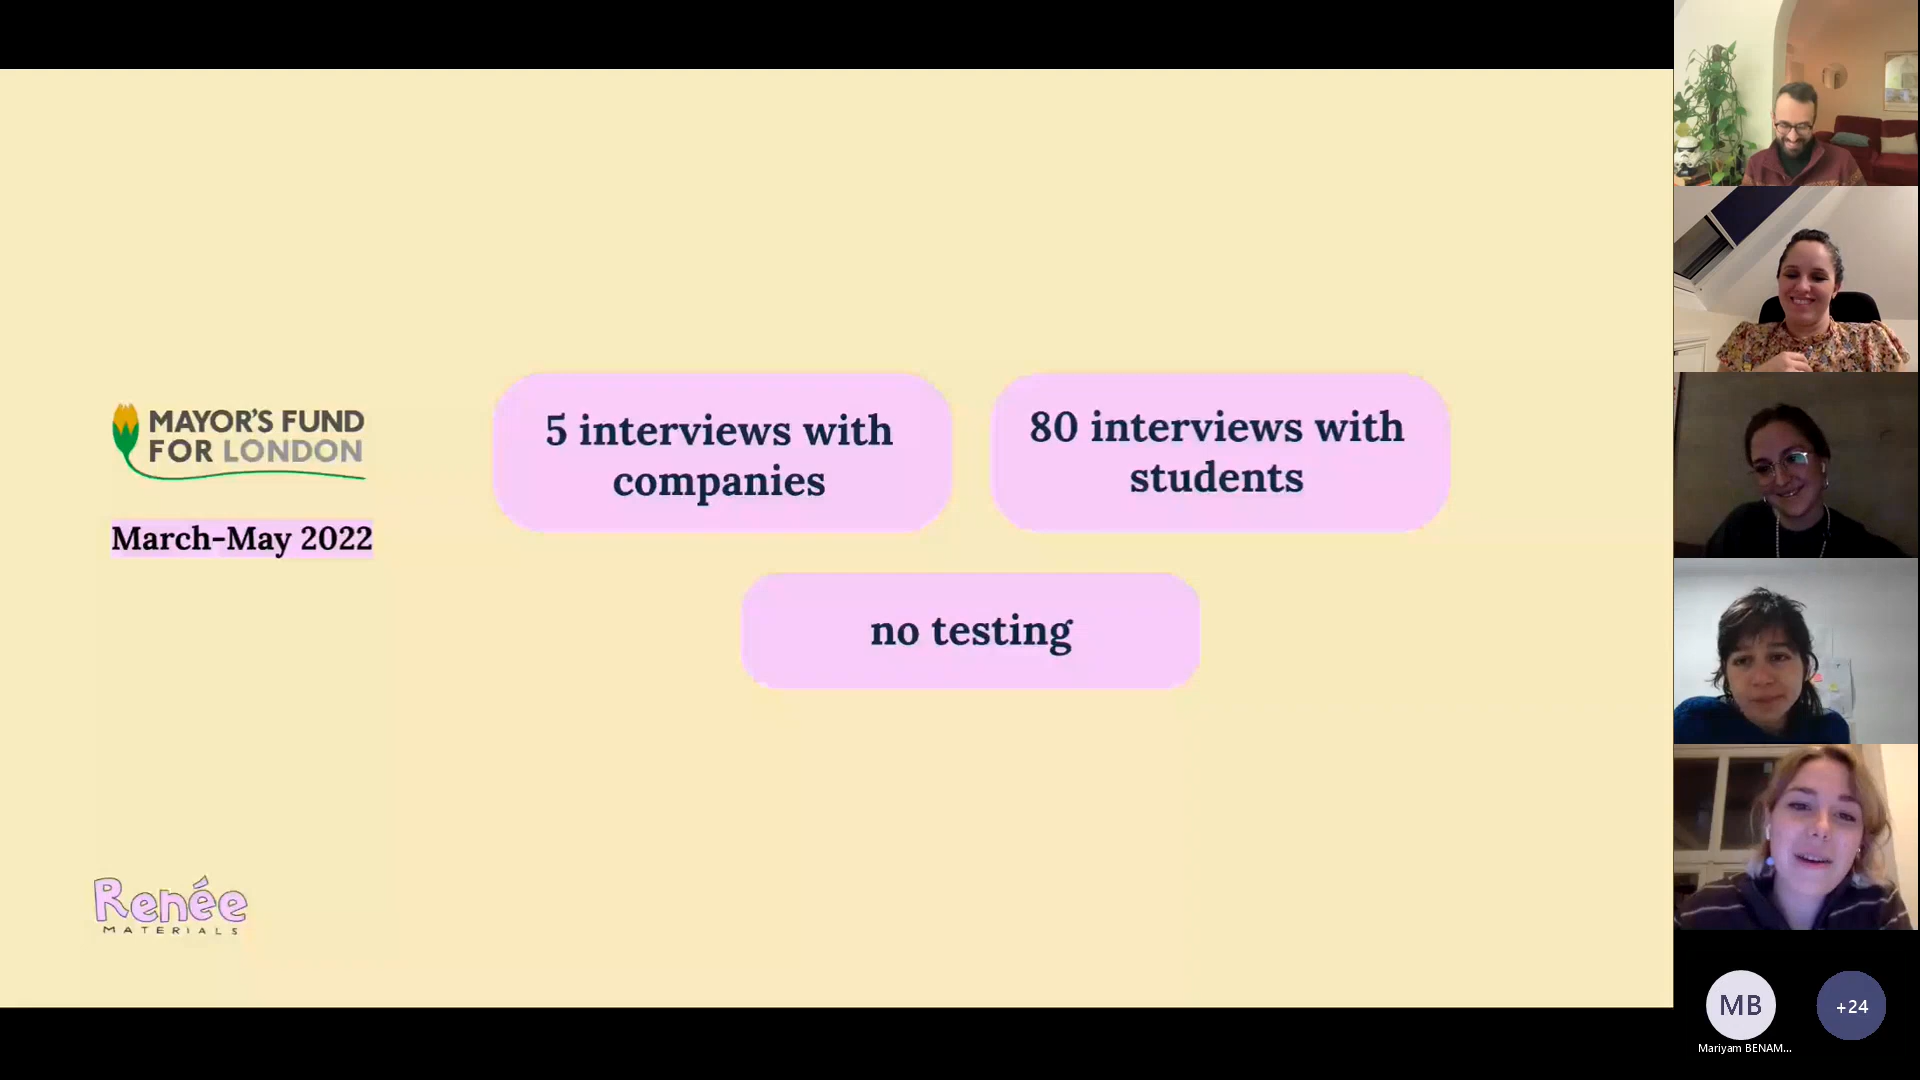 MAYOR'S FUND
FOR LONDON
March-May 2022
5 interviews with
companies
80 interviews with
students
no testing
Renée
MATERIALS
MB
+24
Mariyam BENAM...